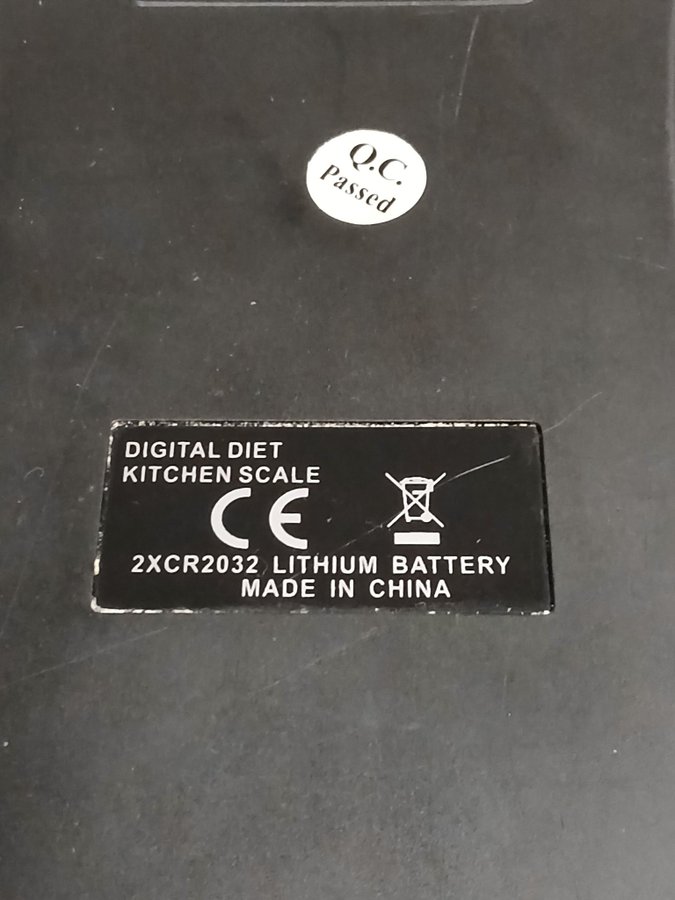 Q.C.
Passed
DIGITAL DIET
KITCHEN SCALE
CE
2XCR2032 LITHIUM BATTERY
MADE IN CHINA